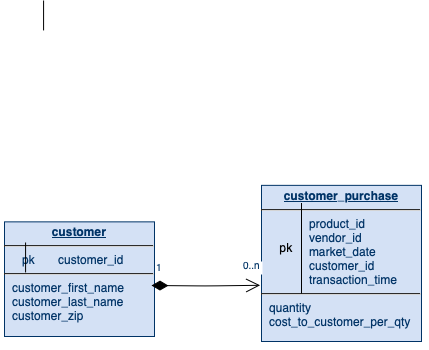 customer
pk customer_id
customer_first_name
customer_last_name
customer_zip
1
0..n
customer_purchase
pk
product_id
vendor_id
market_date
customer_id
transaction_time
quantity
cost_to_customer_per_qty